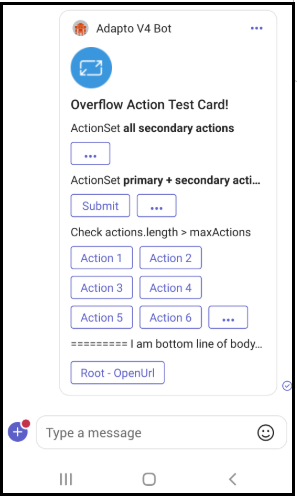 Adapto V4 Bot
...
Overflow Action Test Card!
ActionSet all secondary actions
...
ActionSet primary + secondary acti...
Submit ...
Check actions.length > maxActions
Action 1 Action 2
Action 3 Action 4
Action 5 Action 6 ...
========= I am bottom line of body...
Root - OpenUrl
Type a message